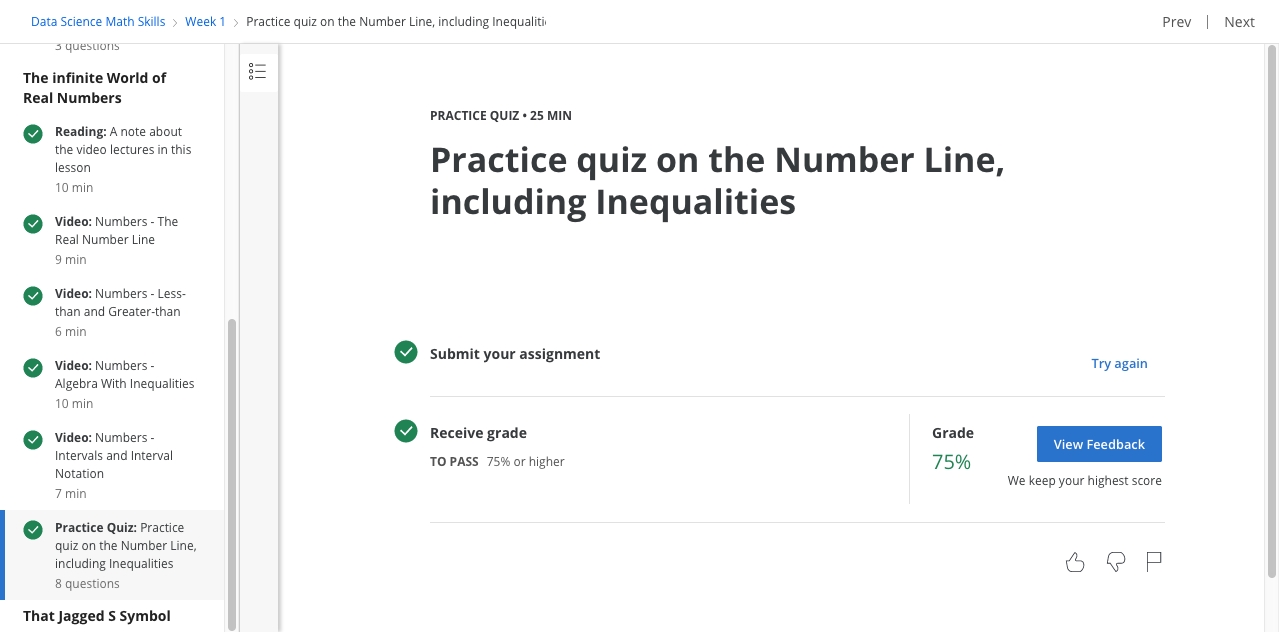 Data Science Math Skills
Week 1
Practice quiz on the Number Line, including Inequaliti
Prev
Next
3 questions
The infinite World of
Real Numbers
Reading: A note about
the video lectures in this
lesson
10 min
Video: Numbers - The
Real Number Line
9 min
Video: Numbers - Less-
than and Greater-than
6 min
Video: Numbers -
Algebra With Inequalities
10 min
Video: Numbers -
Intervals and Interval
Notation
7 min
Practice Quiz: Practice
quiz on the Number Line,
including Inequalities
8 questions
That Jagged S Symbol
PRACTICE QUIZ • 25 MIN
Practice quiz on the Number Line,
including Inequalities
Submit your assignment
Try again
Receive grade
TO PASS 75% or higher
Grade
75%
View Feedback
We keep your highest score